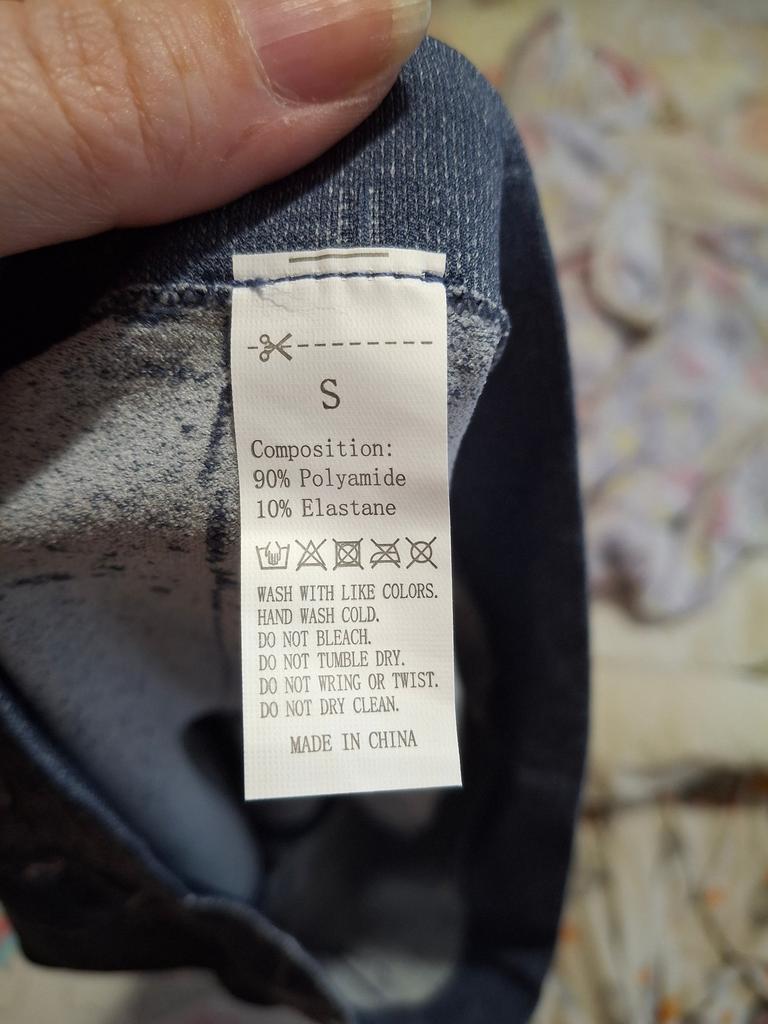 S
Composition:
90% Polyamide
10% Elastane
WASH WITH LIKE COLORS.
HAND WASH COLD.
DO NOT BLEACH.
DO NOT TUMBLE DRY.
DO NOT WRING OR TWIST.
DO NOT DRY CLEAN.
MADE IN CHINA